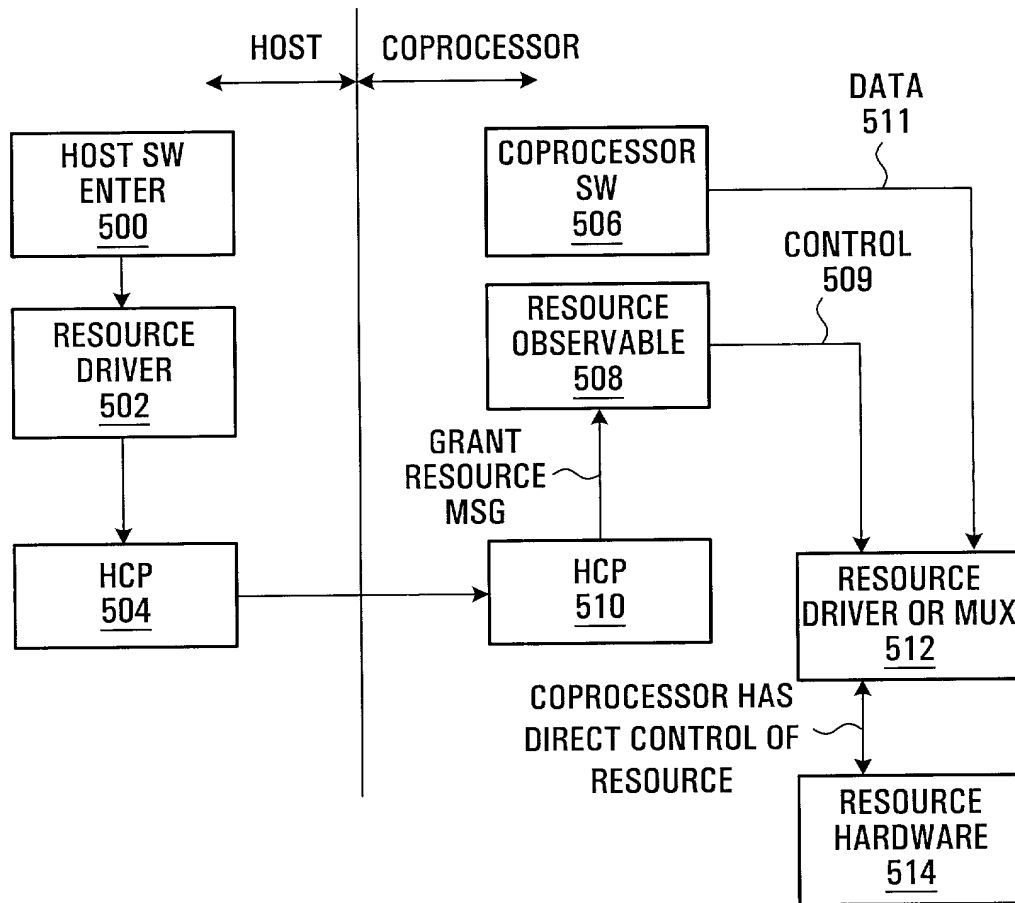 HOST
COPROCESSOR
DATA
511
HOST SW
ENTER
500
COPROCESSOR
SW
506
CONTROL
509
RESOURCE
DRIVER
502
RESOURCE
OBSERVABLE
508
GRANT
RESOURCE
MSG
HCP
504
HCP
510
RESOURCE
DRIVER OR MUX
512
COPROCESSOR HAS
DIRECT CONTROL OF
RESOURCE
RESOURCE
HARDWARE
514